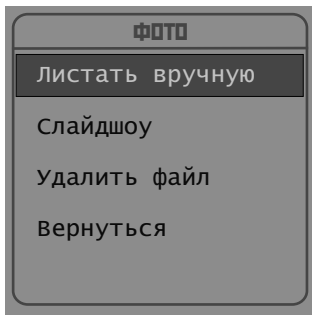 ФОТО
Листать вручную
Слайдшоу
Удалить файл
Вернуться